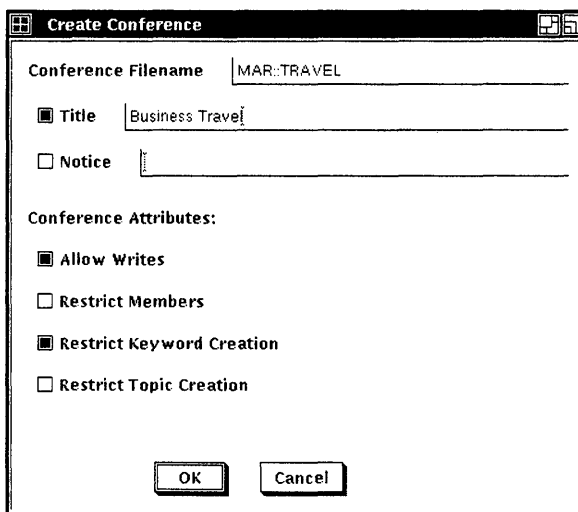 Create Conference
Conference Filename MAR::TRAVEL
Title Business Travel
Notice
Conference Attributes:
Allow Writes
Restrict Members
Restrict Keyword Creation
Restrict Topic Creation
OK Cancel